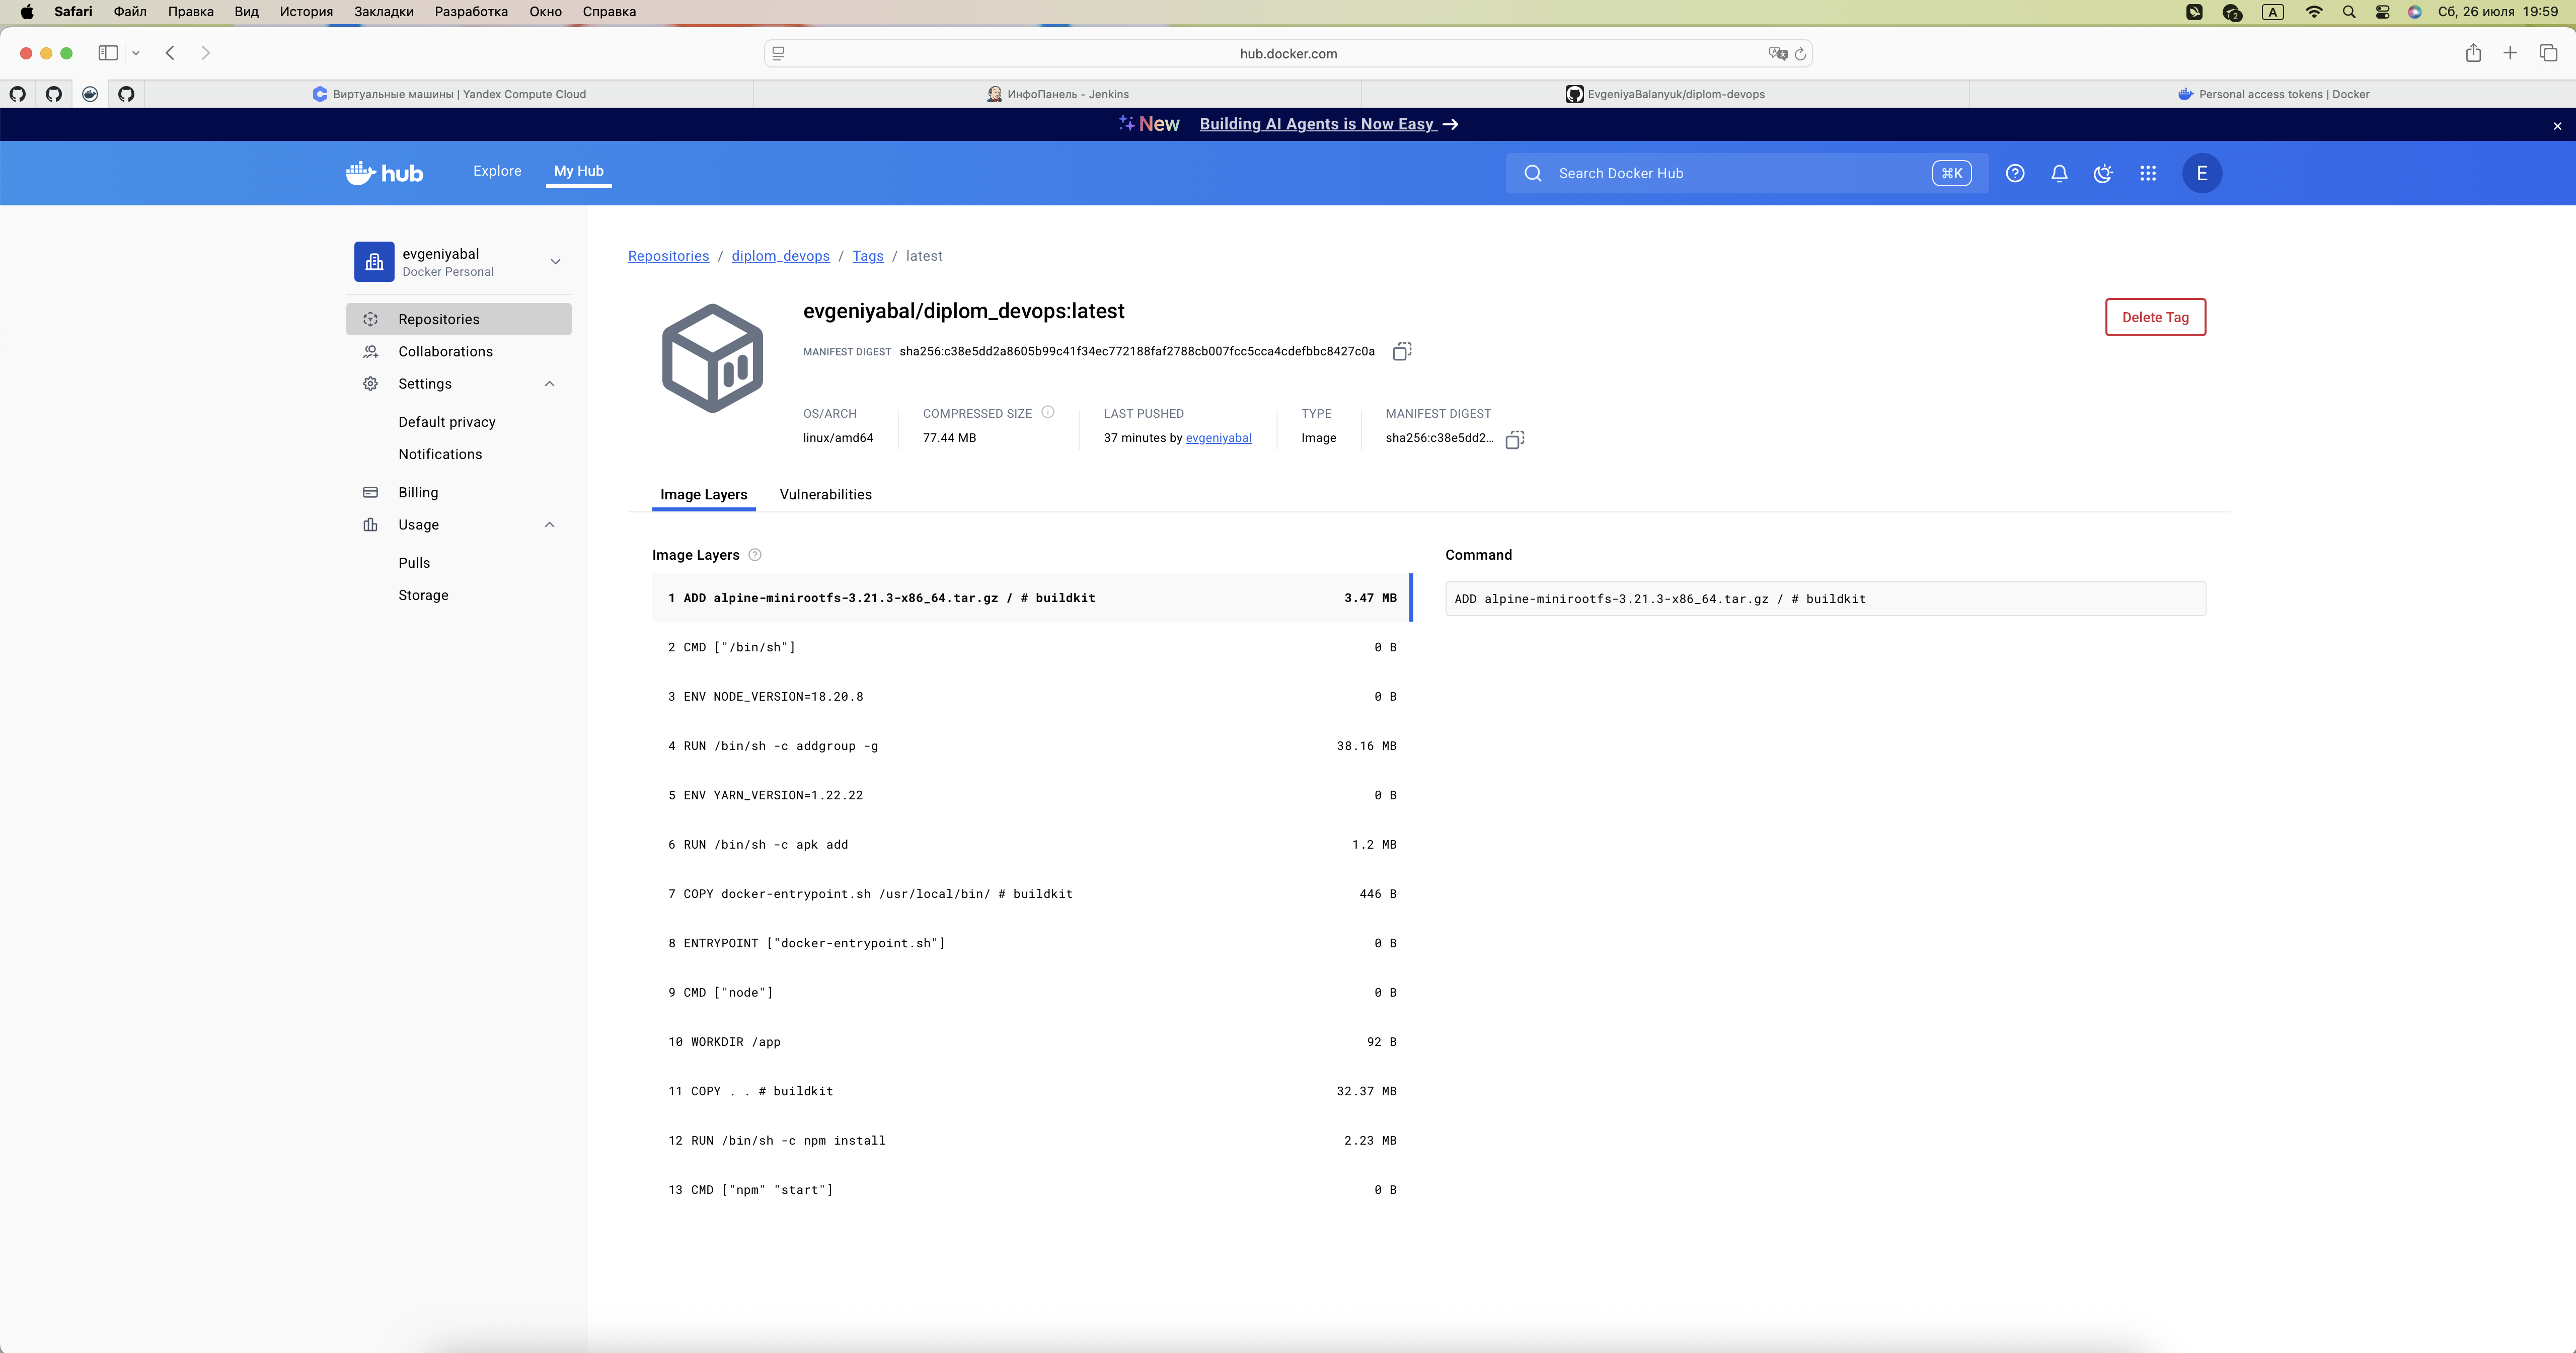 Safari Файл Правка Вид История Закладки Разработка Окно Справка
2 A Сб, 26 июля 19:59
hub.docker.com
Виртуальные машины | Yandex Compute Cloud
ИнфоПанель - Jenkins
EvgeniyaBalanyuk/diplom-devops
Personal access tokens | Docker
New Building AI Agents is Now Easy →
hub Explore My Hub
Search Docker Hub ⌘K
E
evgeniyabal
Docker Personal
Repositories
Collaborations
Settings
Default privacy
Notifications
Billing
Usage
Pulls
Storage
Repositories / diplom_devops / Tags / latest
evgeniyabal/diplom_devops:latest
Delete Tag
MANIFEST DIGEST sha256:c38e5dd2a8605b99c41f34ec772188faf2788cb007fcc5cca4cdefbbc8427c0a
OS/ARCH
linux/amd64
COMPRESSED SIZE
77.44 MB
LAST PUSHED
37 minutes by evgeniyabal
TYPE
Image
MANIFEST DIGEST
sha256:c38e5dd2...
Image Layers Vulnerabilities
Image Layers
1 ADD alpine-minirootfs-3.21.3-x86_64.tar.gz / # buildkit 3.47 MB
2 CMD ["/bin/sh"] 0 B
3 ENV NODE_VERSION=18.20.8 0 B
4 RUN /bin/sh -c addgroup -g 38.16 MB
5 ENV YARN_VERSION=1.22.22 0 B
6 RUN /bin/sh -c apk add 1.2 MB
7 COPY docker-entrypoint.sh /usr/local/bin/ # buildkit 446 B
8 ENTRYPOINT ["docker-entrypoint.sh"] 0 B
9 CMD ["node"] 0 B
10 WORKDIR /app 92 B
11 COPY . . # buildkit 32.37 MB
12 RUN /bin/sh -c npm install 2.23 MB
13 CMD ["npm" "start"] 0 B
Command
ADD alpine-minirootfs-3.21.3-x86_64.tar.gz / # buildkit